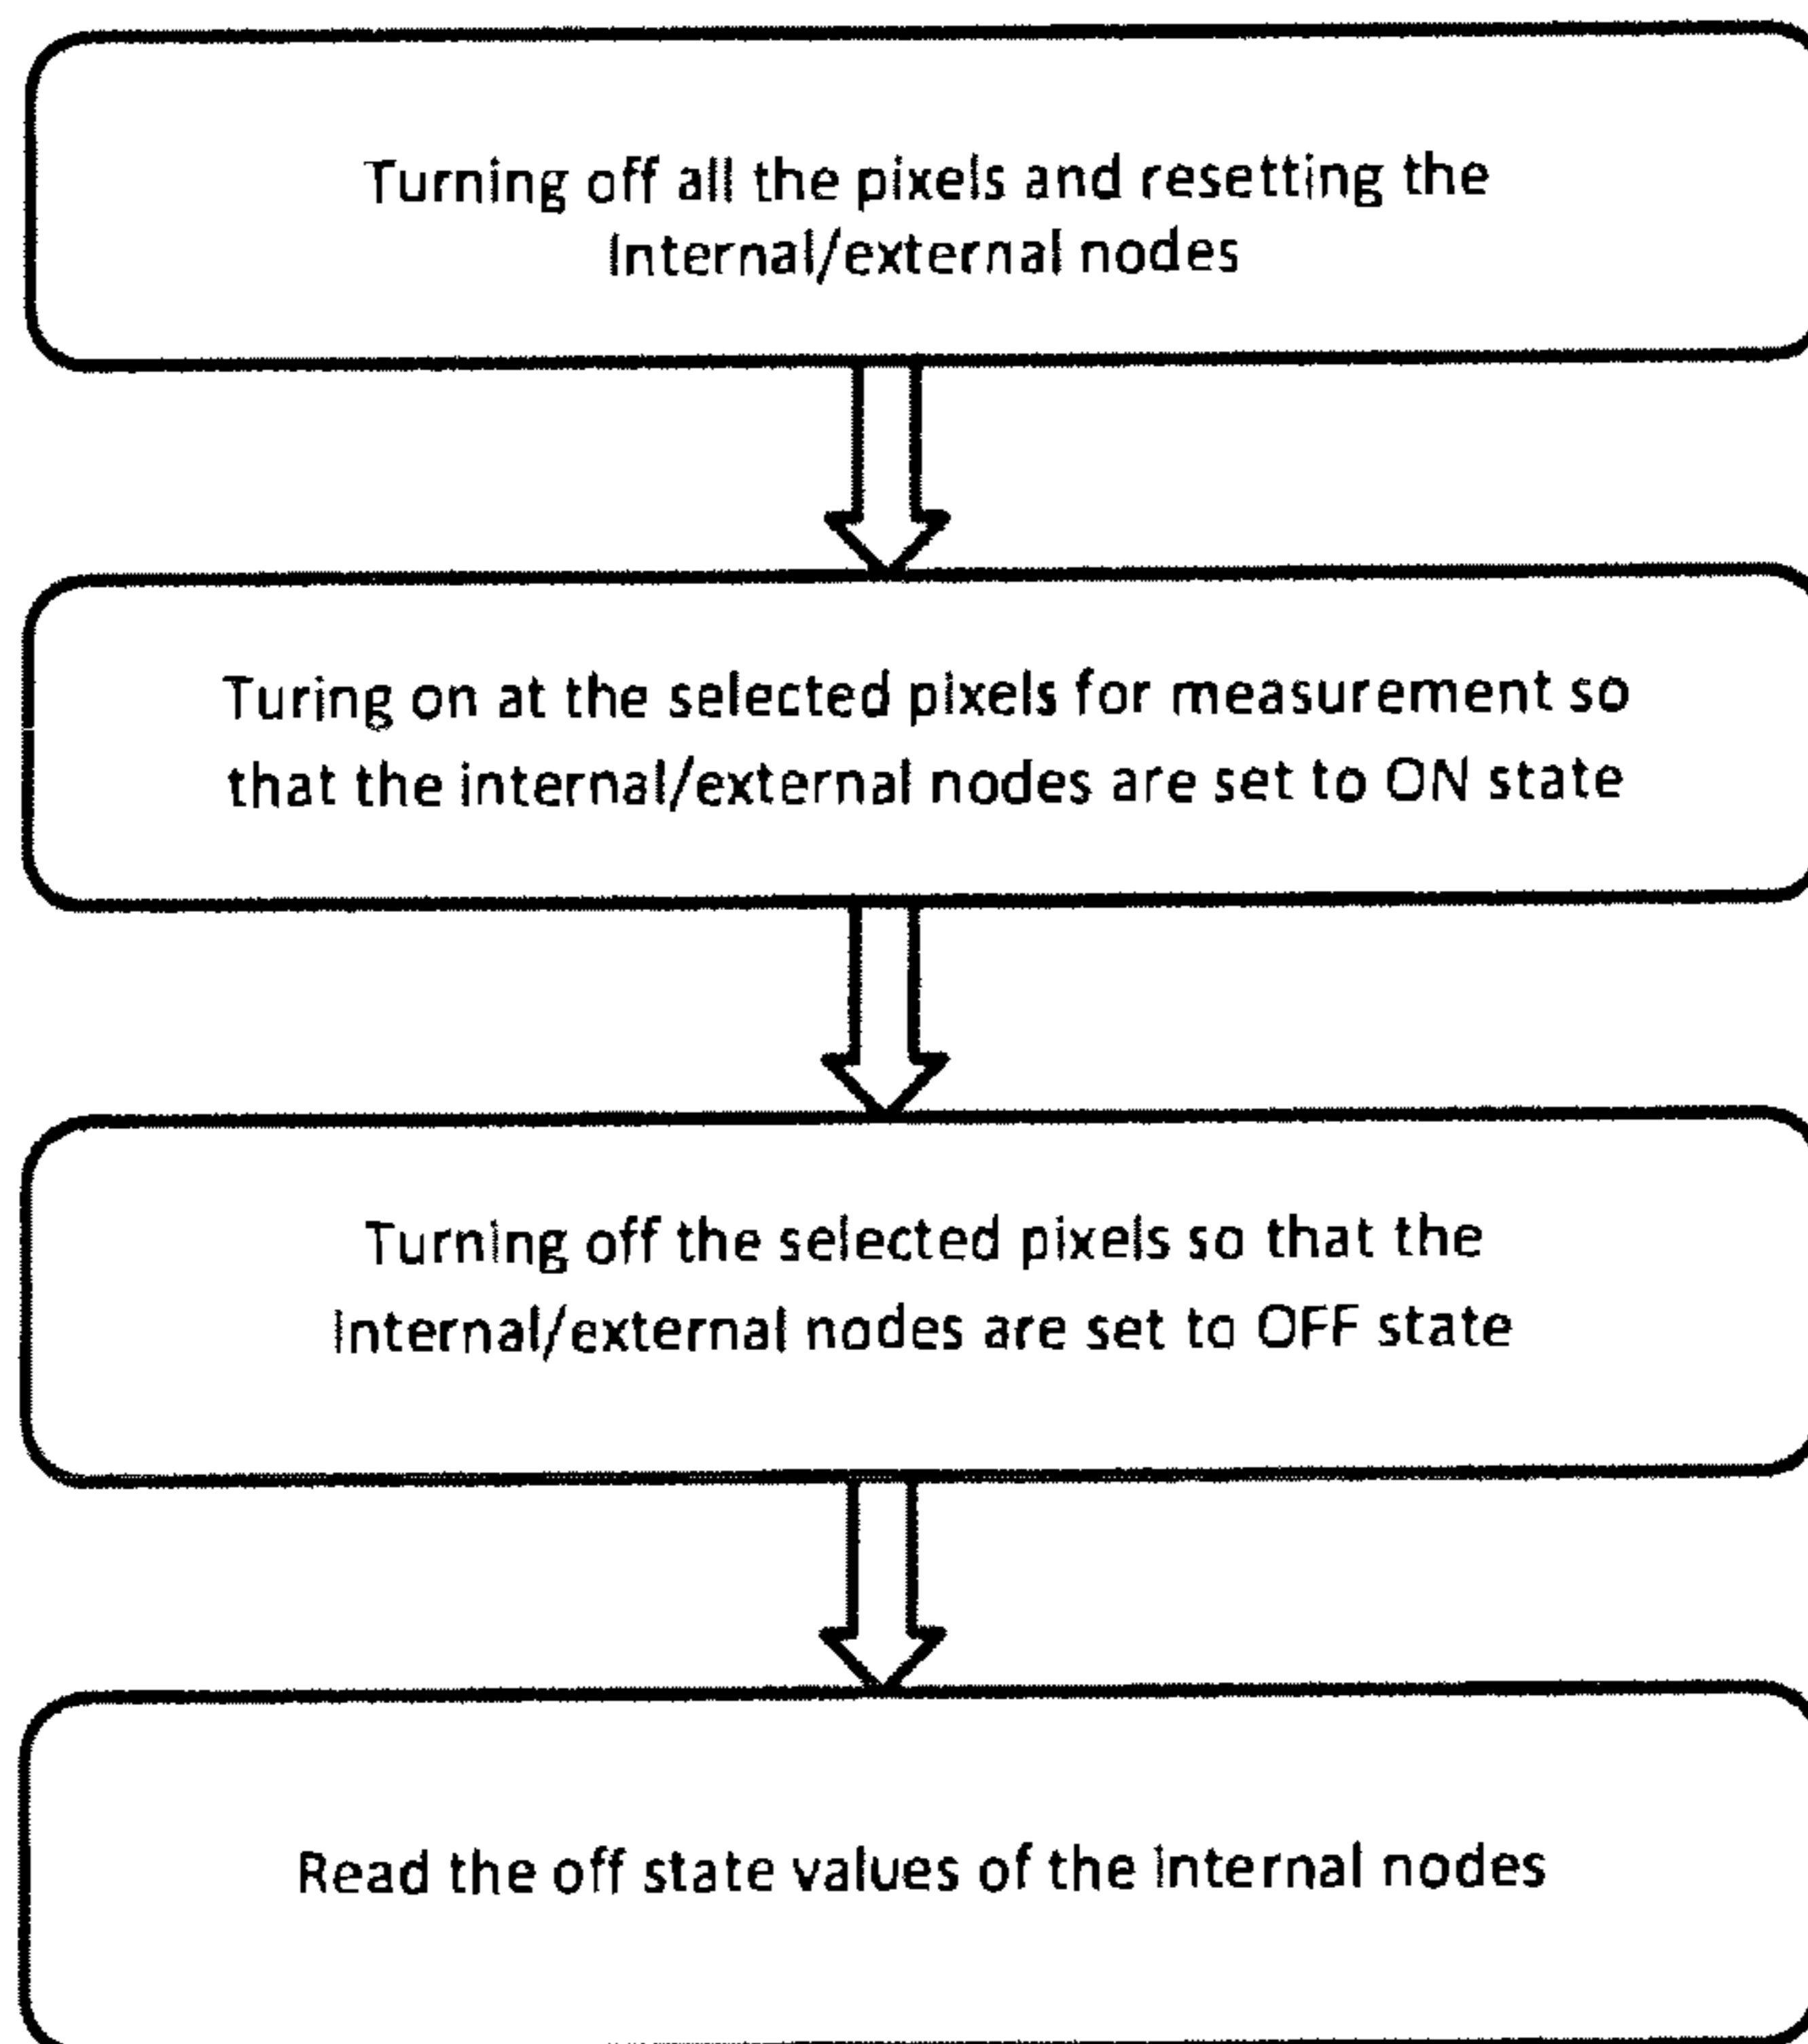 Turning off all the pixels and resetting the
Internal/external nodes
Turing on at the selected pixels for measurement so
that the internal/external nodes are set to ON state
Turning off the selected pixels so that the
Internal/external nodes are set to OFF state
Read the off state values of the internal nodes